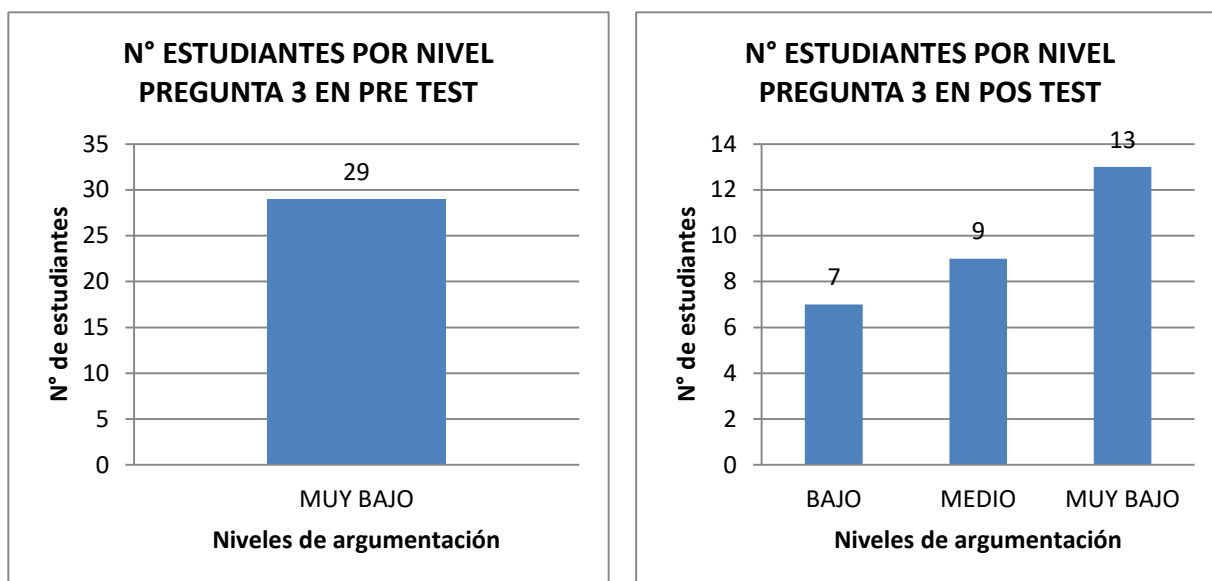 N° ESTUDIANTES POR NIVEL
PREGUNTA 3 EN PRE TEST
35
30
25
20
15
10
5
0
29
N° de estudiantes
MUY BAJO
Niveles de argumentación
N° ESTUDIANTES POR NIVEL
PREGUNTA 3 EN POS TEST
14
12
10
8
6
4
2
0
7
9
13
N° de estudiantes
BAJO MEDIO MUY BAJO
Niveles de argumentación